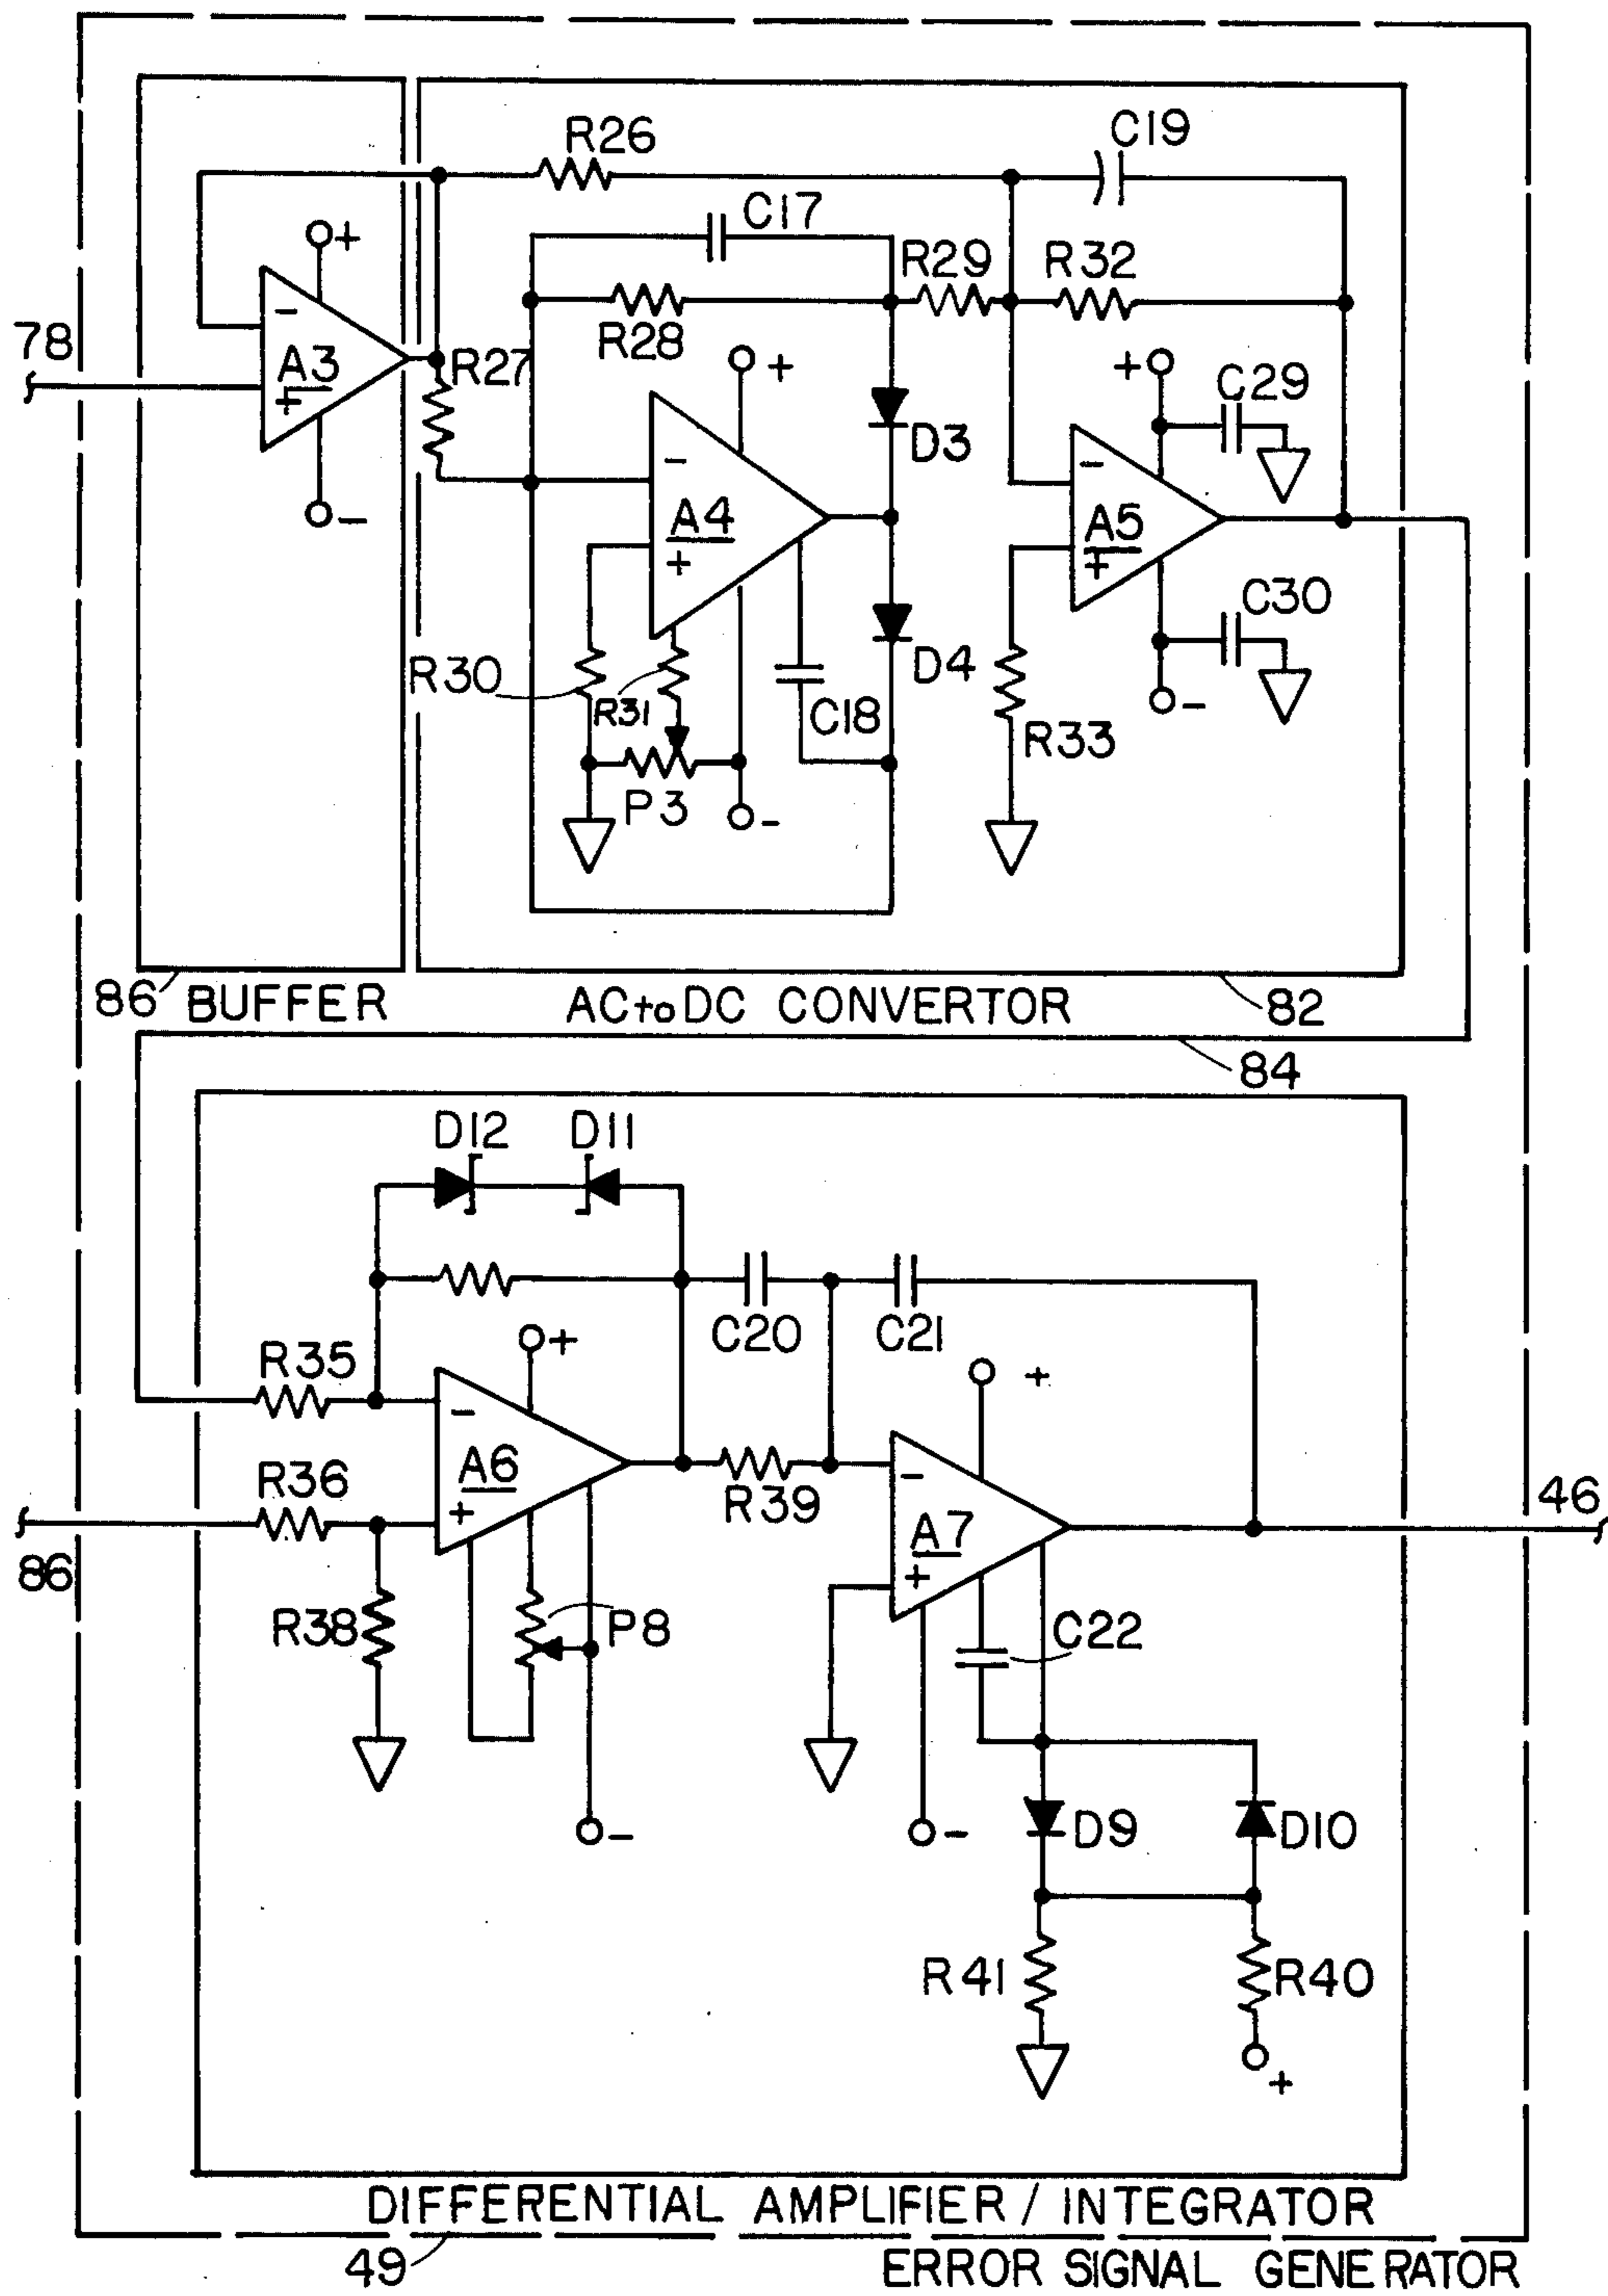 R26
C19
C17
R29
R32
+
-
A3
+
-
78
R27
R28
+
-
A4
+
D3
+
C29
-
A5
+
C30
-
R30
R31
D4
C18
R33
P3
-
86
BUFFER
AC to DC CONVERTOR
82
84
D12
D11
C20
C21
R35
+
-
A6
+
R36
R39
+
-
A7
+
46
86
R38
P8
C22
-
-
D9
D10
R41
R40
+
DIFFERENTIAL AMPLIFIER / INTEGRATOR
49
ERROR SIGNAL GENERATOR